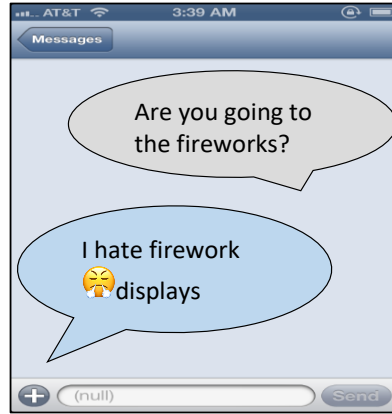 AT&T 3:39 AM
Messages
Are you going to
the fireworks?
I hate firework
😤displays
(null)
Send